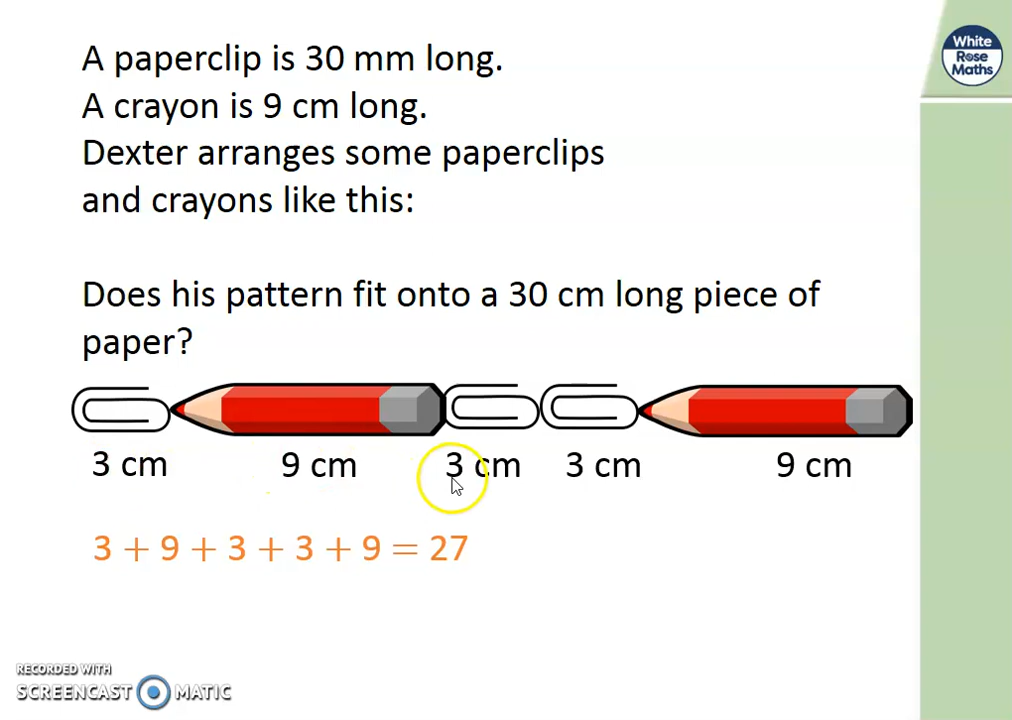 A paperclip is 30 mm long.
White
Rose
Maths
A crayon is 9 cm long.
Dexter arranges some paperclips
and crayons like this:
Does his pattern fit onto a 30 cm long piece of
paper?
3 cm 9 cm 3 cm 3 cm 9 cm
3 + 9 + 3 + 3 + 9 = 27
RECORDED WITH
SCREENCAST MATIC